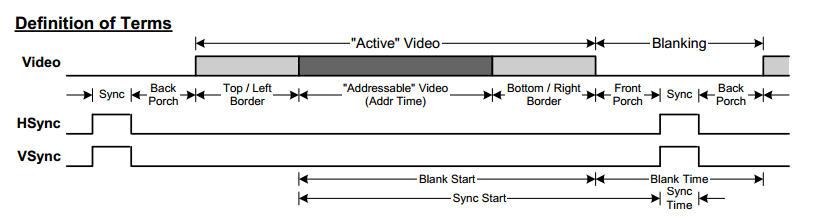 Definition of Terms
"Active" Video
Blanking
Video
Sync
Back
Porch
Top / Left
Border
"Addressable" Video
(Addr Time)
Bottom / Right
Border
Front
Porch
Sync
Back
Porch
HSync
VSync
Blank Start
Blank Time
Sync Start
Sync
Time